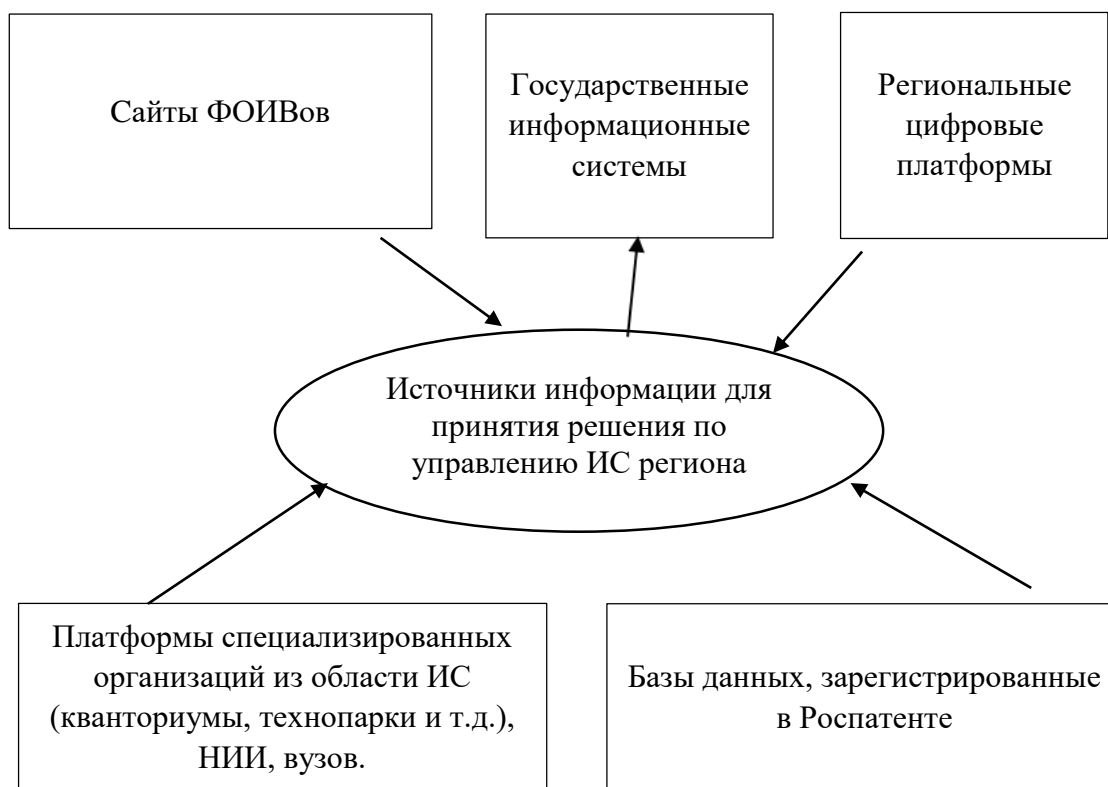 Сайты ФОИВов
Государственные
информационные
системы
Региональные
цифровые
платформы
Источники информации для
принятия решения по
управлению ИС региона
Платформы специализированных
организаций из области ИС
(кванториумы, технопарки и т.д.),
НИИ, вузов.
Базы данных, зарегистрированные
в Роспатенте